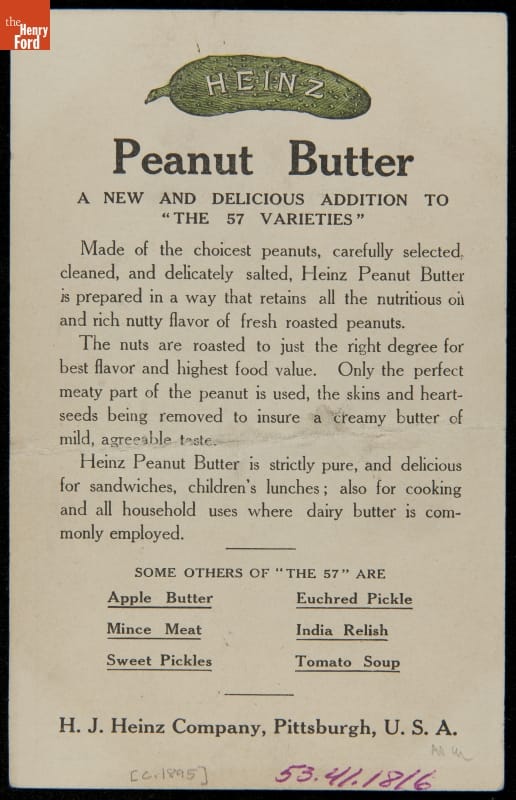 the
Henry
Ford
HEINZ
Peanut Butter
A NEW AND DELICIOUS ADDITION TO
"THE 57 VARIETIES"
Made of the choicest peanuts, carefully selected,
cleaned, and delicately salted, Heinz Peanut Butter
is prepared in a way that retains all the nutritious oil
and rich nutty flavor of fresh roasted peanuts.
The nuts are roasted to just the right degree for
best flavor and highest food value. Only the perfect
meaty part of the peanut is used, the skins and heart-
seeds being removed to insure a creamy butter of
mild, agreeable taste.
Heinz Peanut Butter is strictly pure, and delicious
for sandwiches, children's lunches; also for cooking
and all household uses where dairy butter is com-
monly employed.
SOME OTHERS OF "THE 57" ARE
Apple Butter Euchred Pickle
Mince Meat India Relish
Sweet Pickles Tomato Soup
H. J. Heinz Company, Pittsburgh, U. S. A.
[c.1895] 53.41.1816